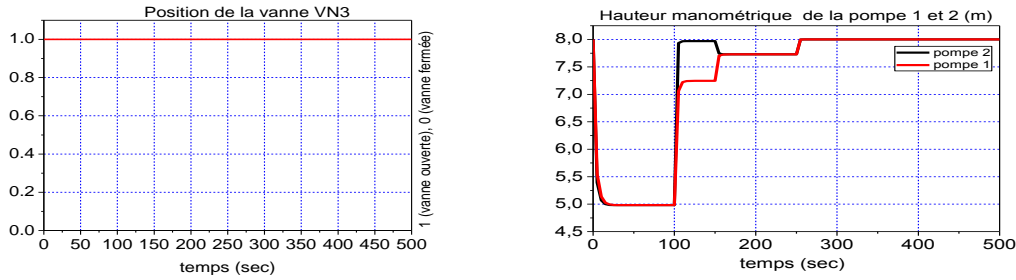 Position de la vanne VN3
1.0
0.8
0.6
0.4
0.2
0.0
0 50 100 150 200 250 300 350 400 450 500
temps (sec)
1 (vanne ouverte), 0 (vanne fermée)
Hauteur manométrique de la pompe 1 et 2 (m)
8,0
7,5
7,0
6,5
6,0
5,5
5,0
4,5
pompe 2
pompe 1
0 100 200 300 400 500
temps (sec)